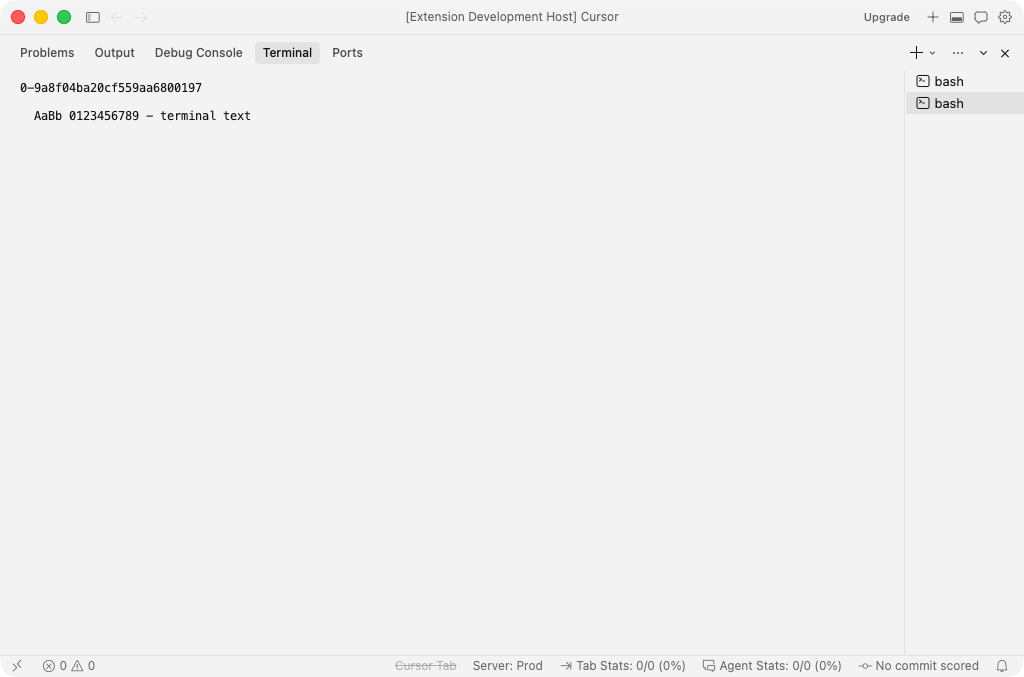 [Extension Development Host] Cursor
Upgrade
Problems Output Debug Console Terminal Ports
0-9a8f04ba20cf559aa6800197
AaBb 0123456789 - terminal text
bash
bash
0 0
Cursor Tab Server: Prod Tab Stats: 0/0 (0%) Agent Stats: 0/0 (0%) No commit scored